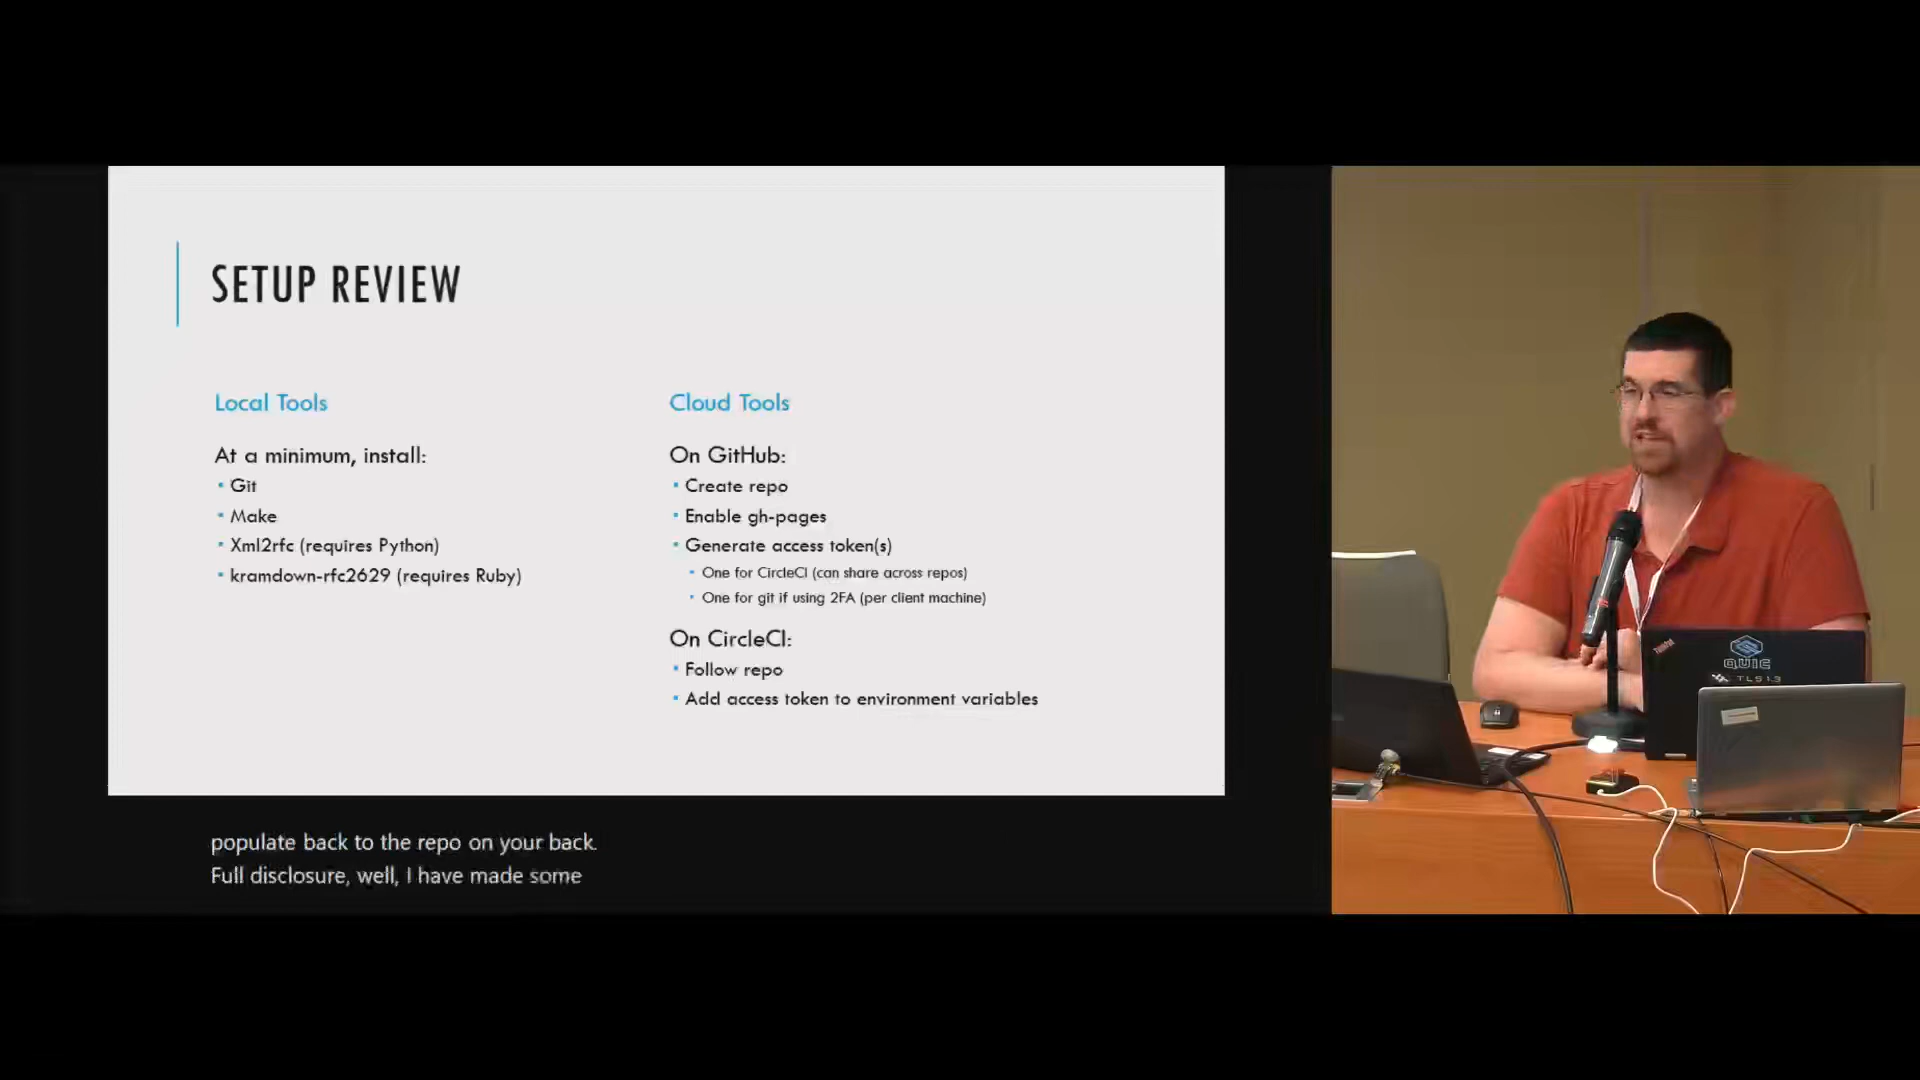 SETUP REVIEW
Local Tools
At a minimum, install:
Git
Make
Xml2rfc (requires Python)
kramdown-rfc2629 (requires Ruby)
Cloud Tools
On GitHub:
Create repo
Enable gh-pages
Generate access token(s)
One for CircleCI (can share across repos)
One for git if using 2FA (per client machine)
On CircleCI:
Follow repo
Add access token to environment variables
populate back to the repo on your back.
Full disclosure, well, I have made some
ThinkPad
QUIC
TLS 1.3